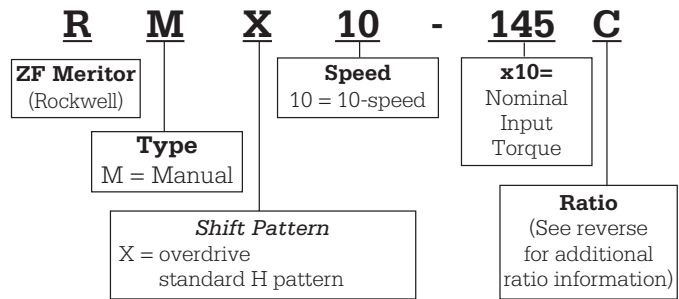 R M X 10 - 145 C
ZF Meritor
(Rockwell)
Type
M = Manual
Shift Pattern
X = overdrive
standard H pattern
Speed
10 = 10-speed
x10=
Nominal
Input
Torque
Ratio
(See reverse
for additional
ratio information)